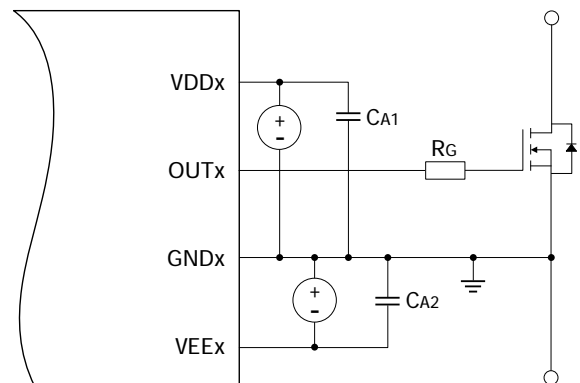 VDDx
+
-
CA1
OUTx
RG
GNDx
+
-
CA2
VEEx